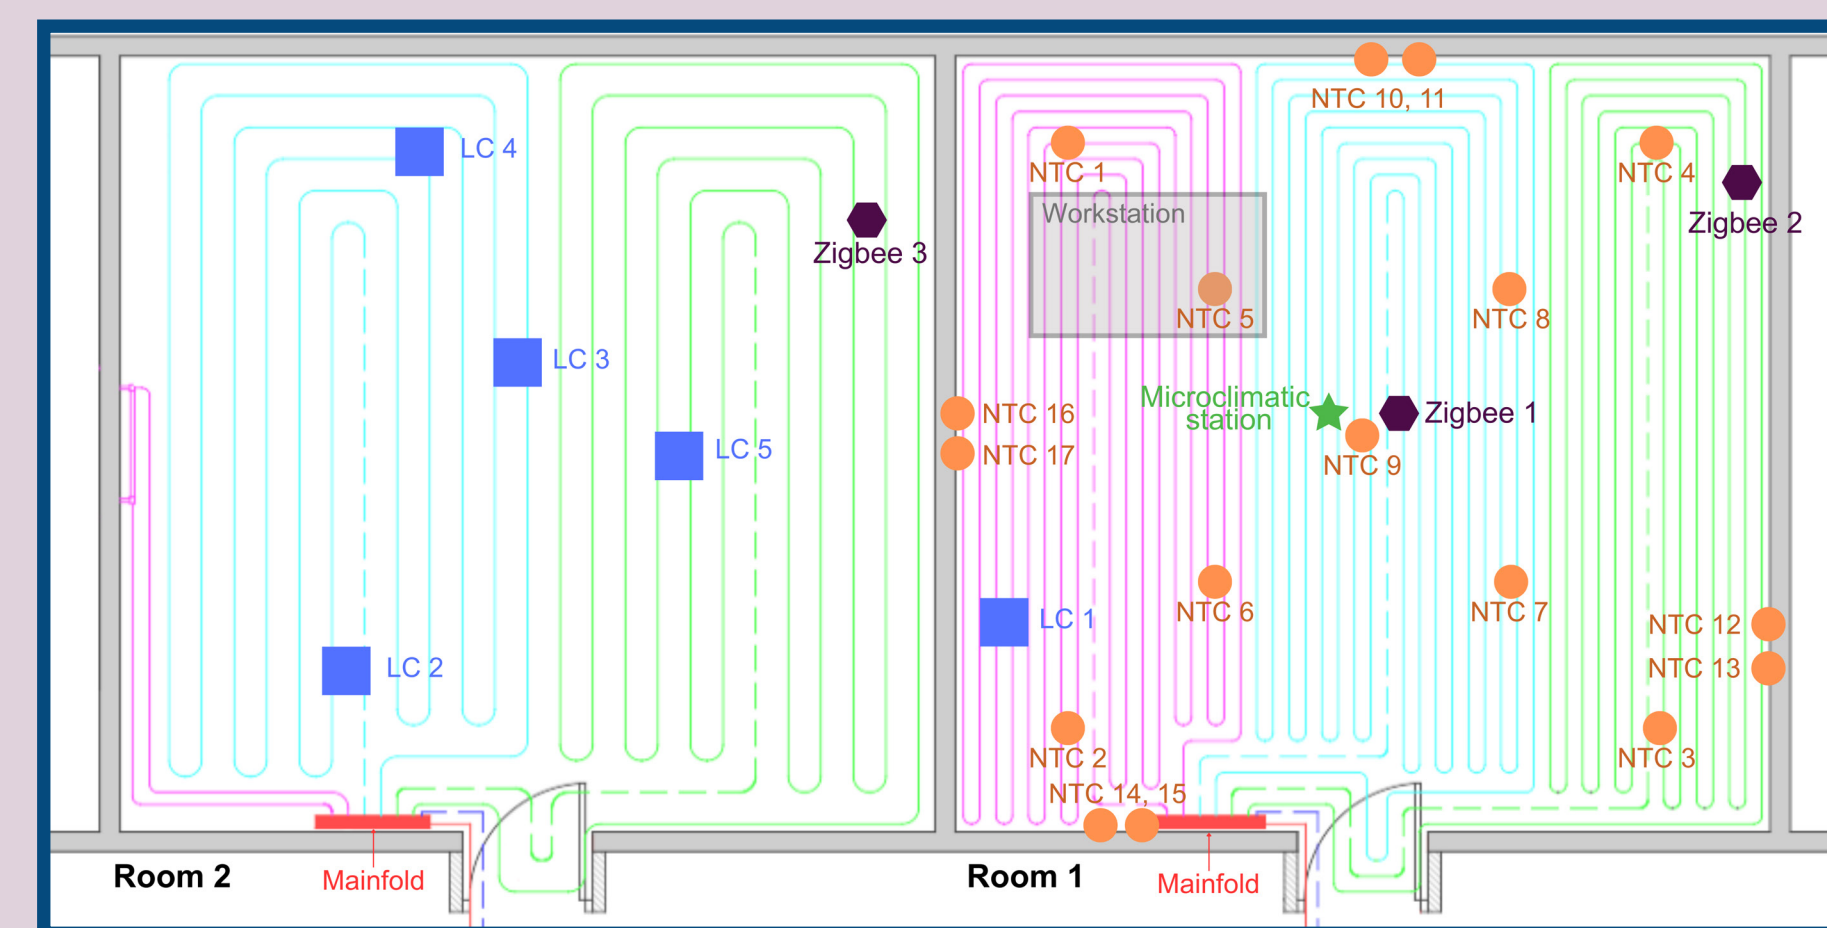 NTC 10, 11
LC 4
NTC 1
NTC 4
Workstation
Zigbee 2
Zigbee 3
NTC 5
NTC 8
LC 3
Microclimatic
station
NTC 16
Zigbee 1
LC 5
NTC 17
NTC 9
NTC 6
NTC 7
LC 1
NTC 12
LC 2
NTC 13
NTC 2
NTC 3
NTC 14, 15
Room 2
Mainfold
Room 1
Mainfold